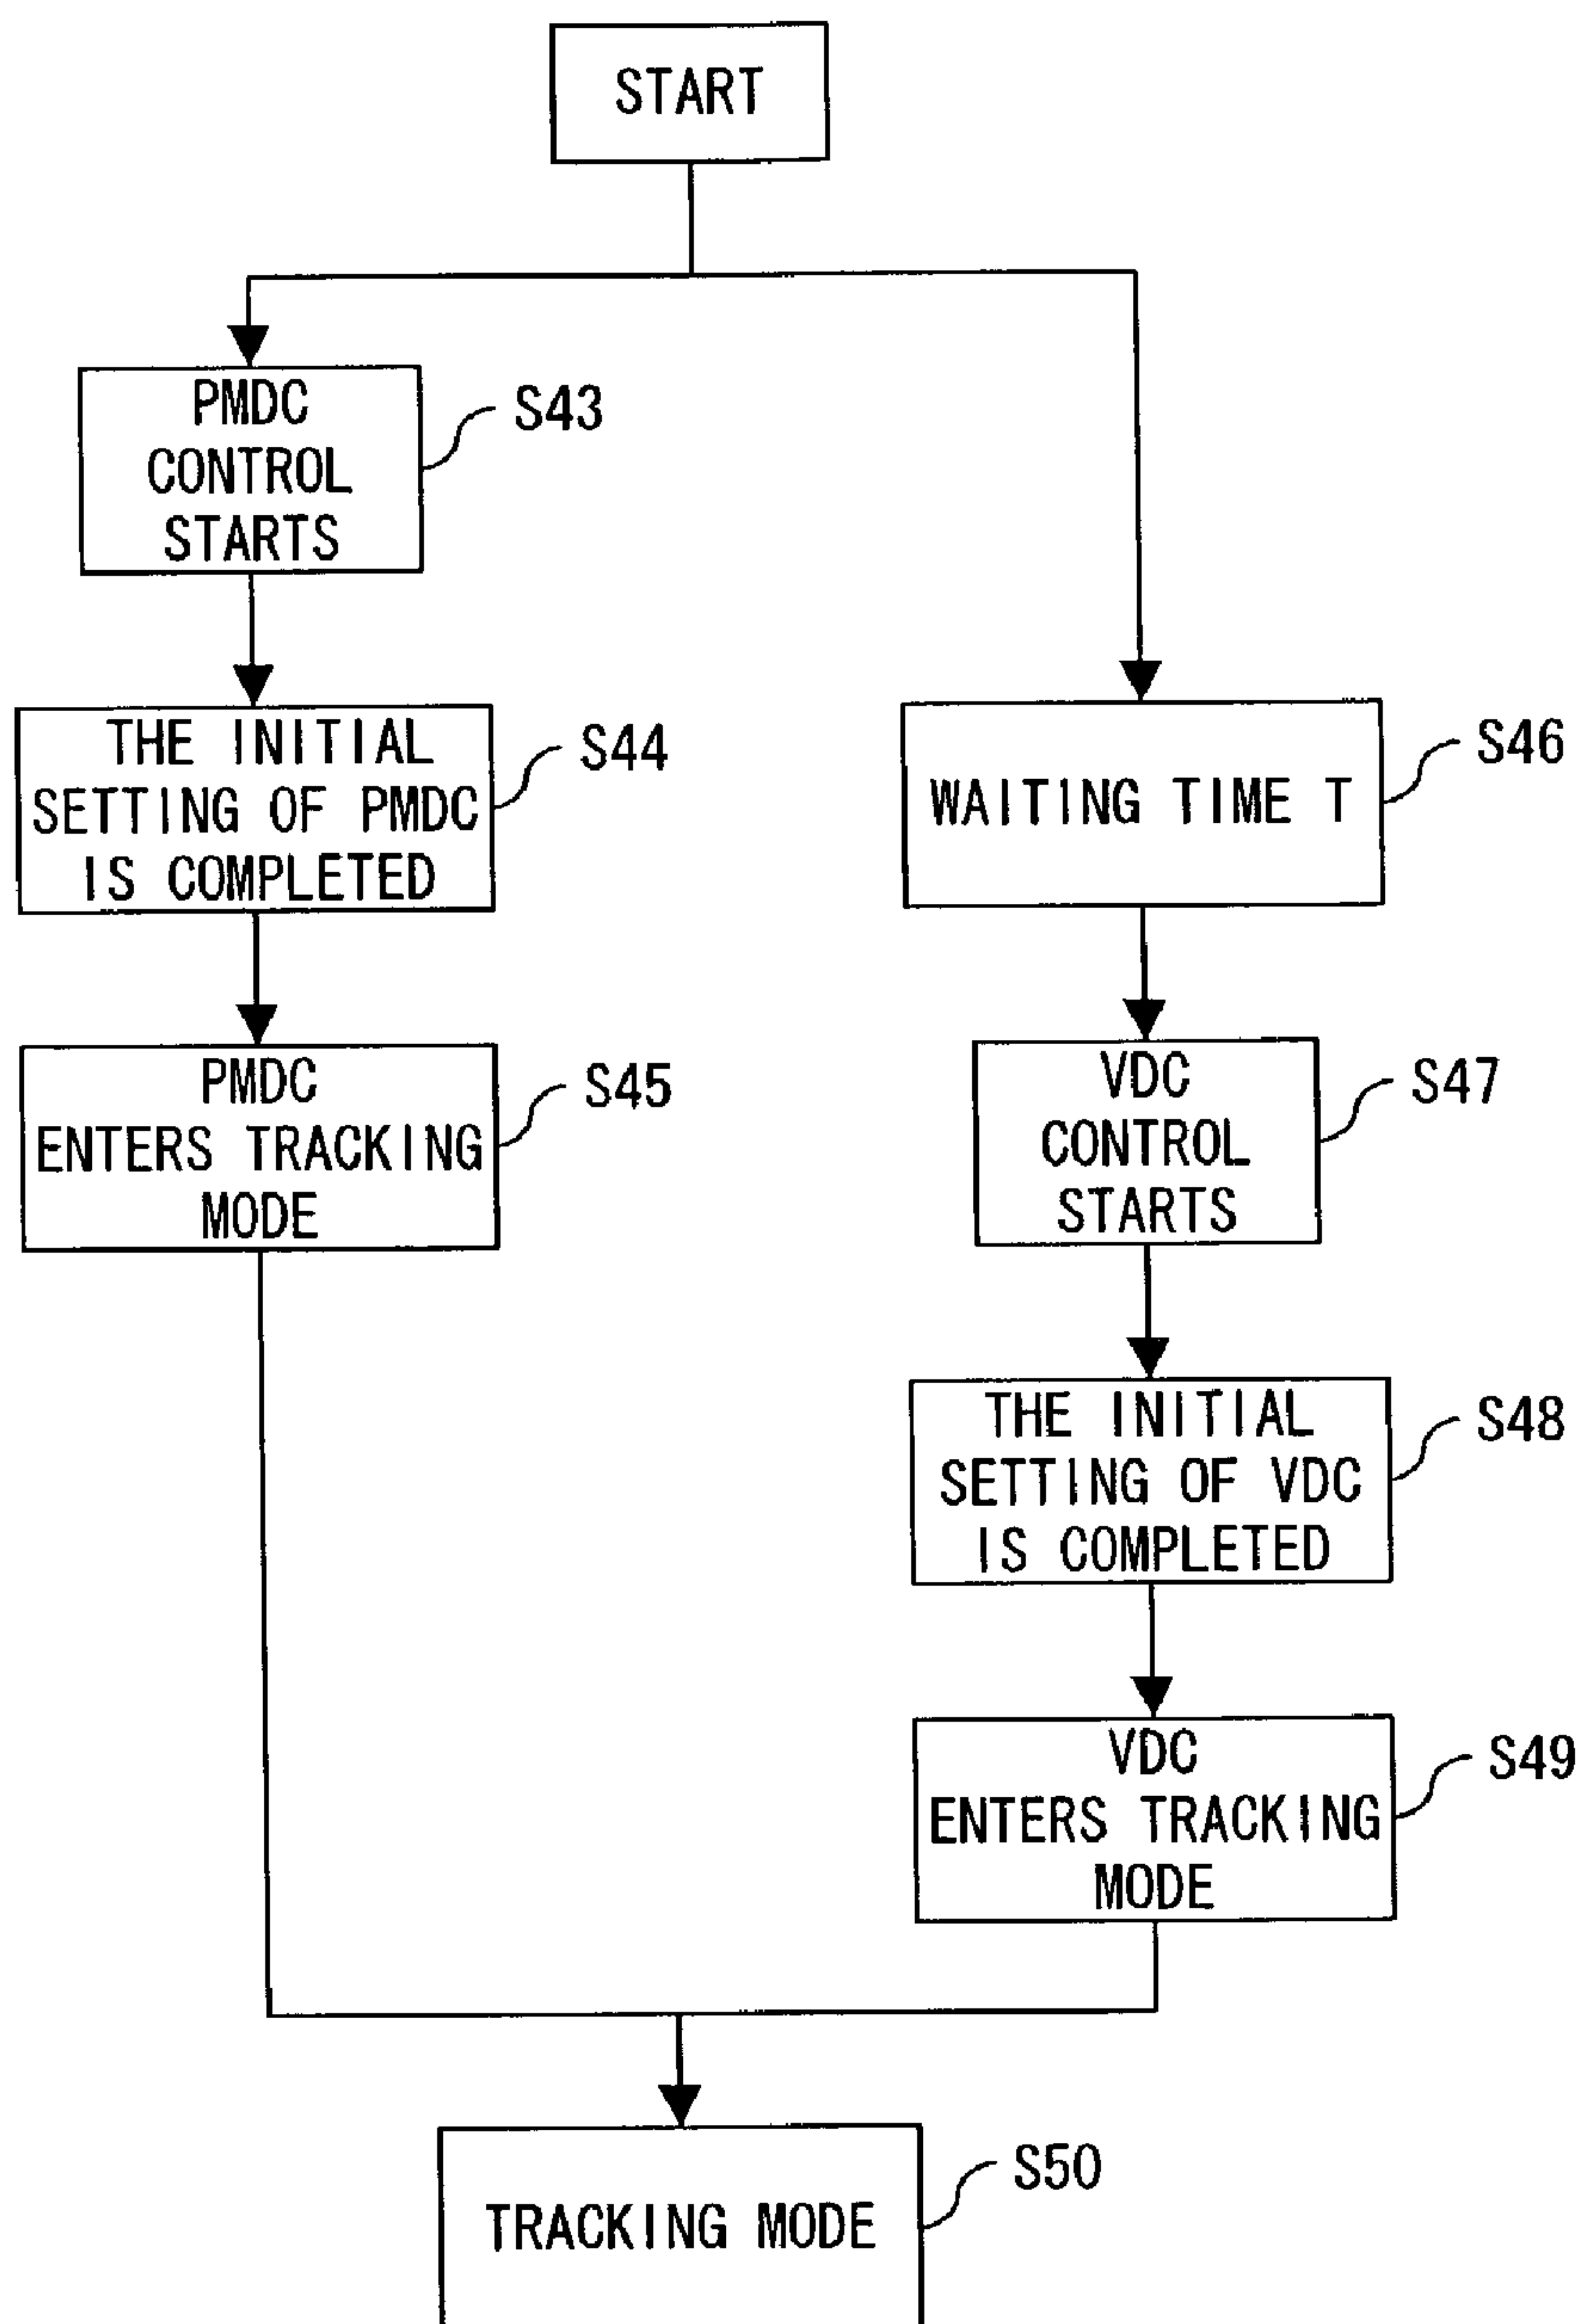 START
PMDC
CONTROL
STARTS
S43
THE INITIAL
SETTING OF PMDC
IS COMPLETED
S44
PMDC
ENTERS TRACKING
MODE
S45
WAITING TIME T
S46
VDC
CONTROL
STARTS
S47
THE INITIAL
SETTING OF VDC
IS COMPLETED
S48
VDC
ENTERS TRACKING
MODE
S49
TRACKING MODE
S50